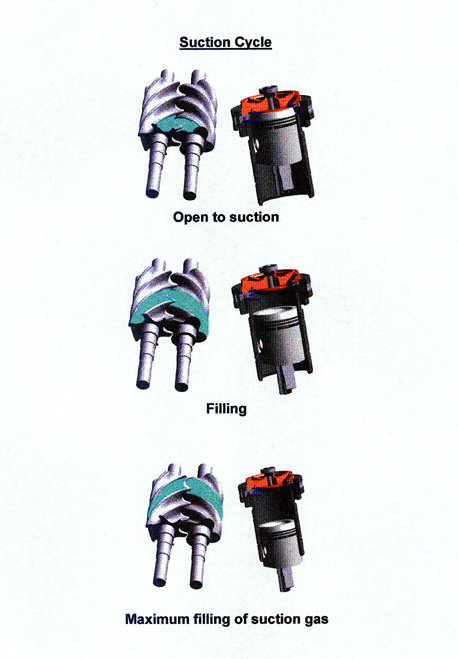 Suction Cycle
Open to suction
Filling
Maximum filling of suction gas